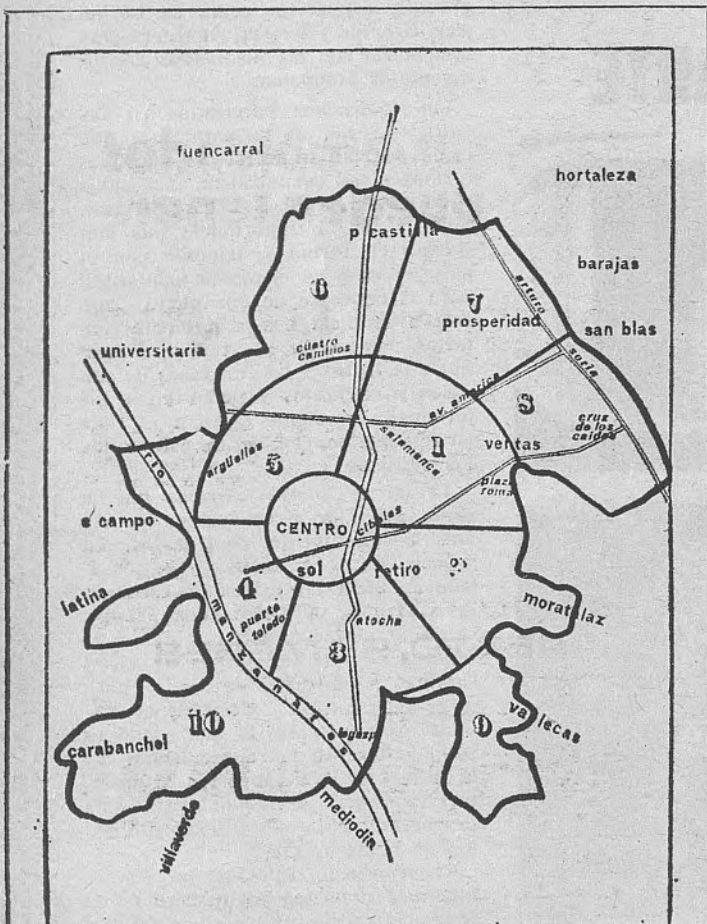 fuencarral
hortaleza
p castilla
barajas
6
7
arturo
prosperidad
san blas
universitaria
cuatro
caminos
soria
av. america
s
cruz
de los
caidos
salamanca
1
ventas
argüelles
5
plaza
roma
rio
e campo
CENTRO
cibeles
sol
retiro
latina
4
puerta
toledo
atocha
moratalaz
manzanares
3
10
9
vallecas
carabanchel
legazp
mediodia
villaverde